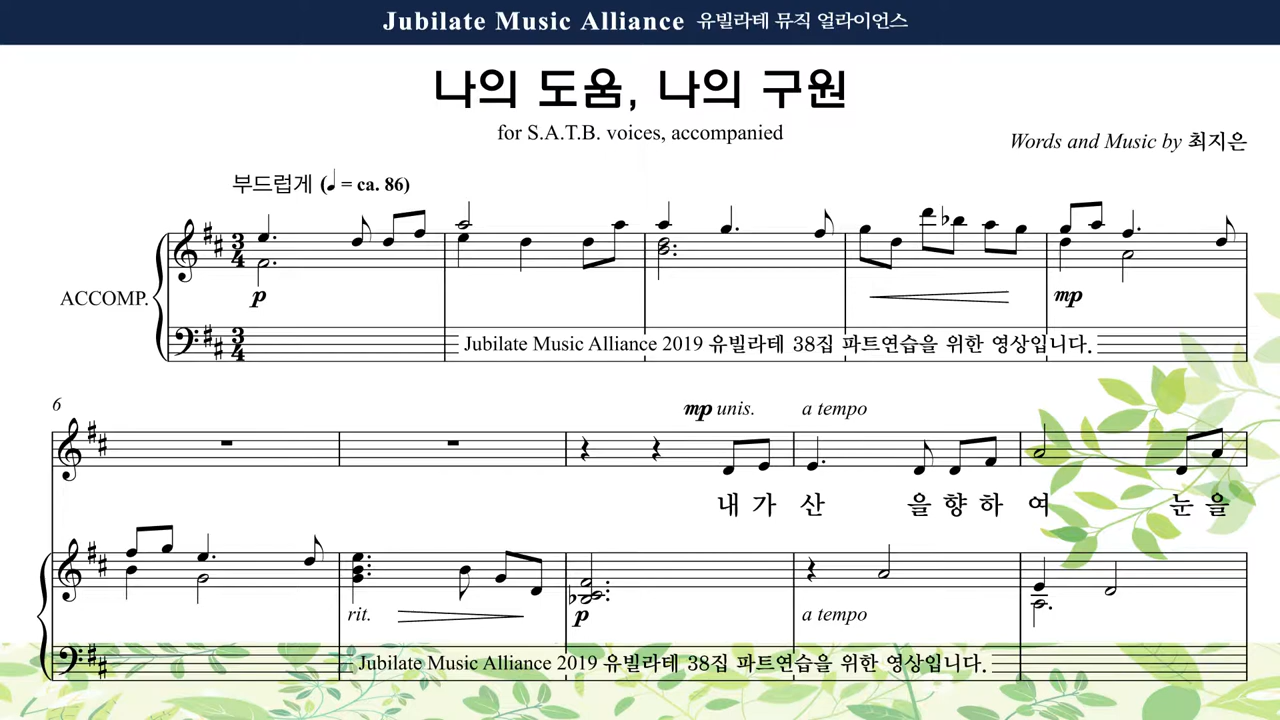 Jubilate Music Alliance 유빌라테 뮤직 얼라이언스
나의 도움, 나의 구원
for S.A.T.B. voices, accompanied
Words and Music by 최지은
부드럽게 (♩ = ca. 86)
3 4
p
mp
ACCOMP.
3 4
Jubilate Music Alliance 2019 유빌라테 38집 파트연습을 위한 영상입니다.
6
mp unis. a tempo
내 가 산 을 향 하 여 눈 을
rit. p a tempo
Jubilate Music Alliance 2019 유빌라테 38집 파트연습을 위한 영상입니다.